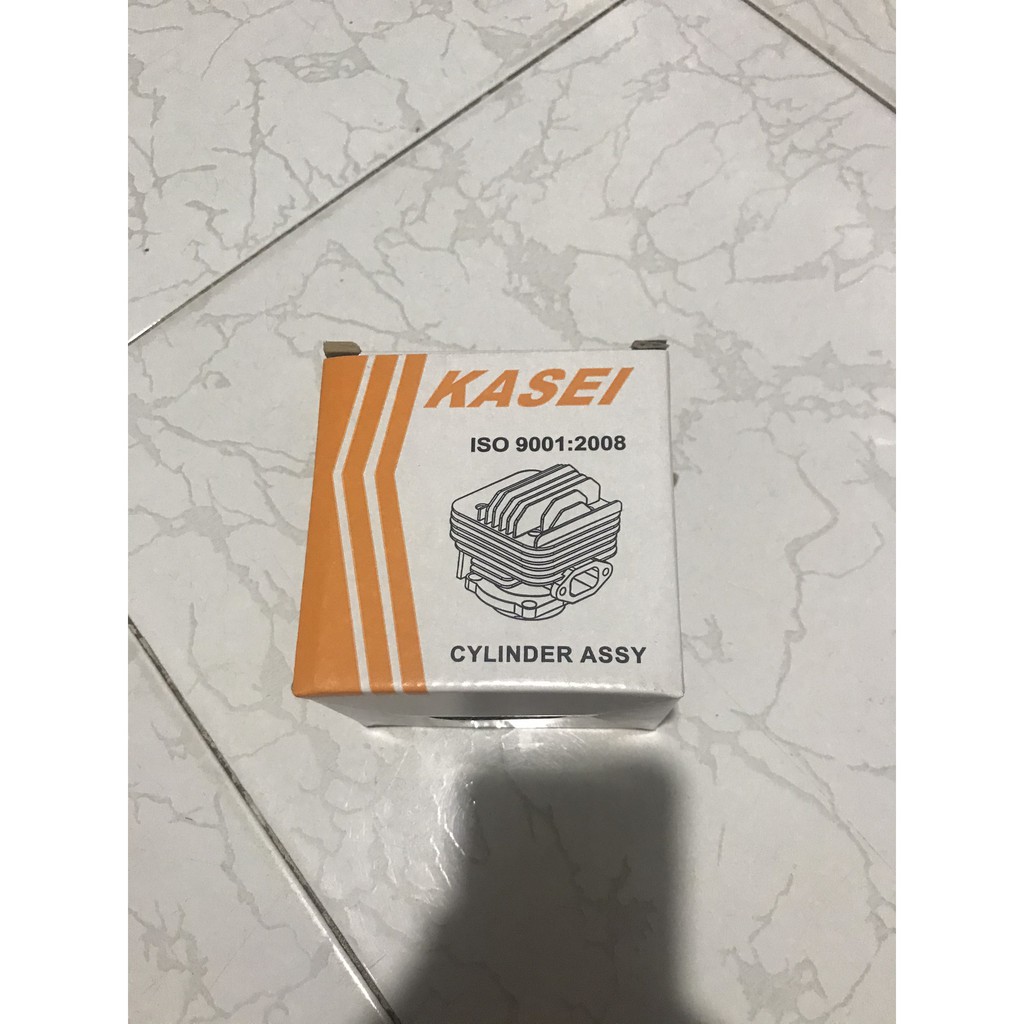 KASEI
ISO 9001:2008
CYLINDER ASSY